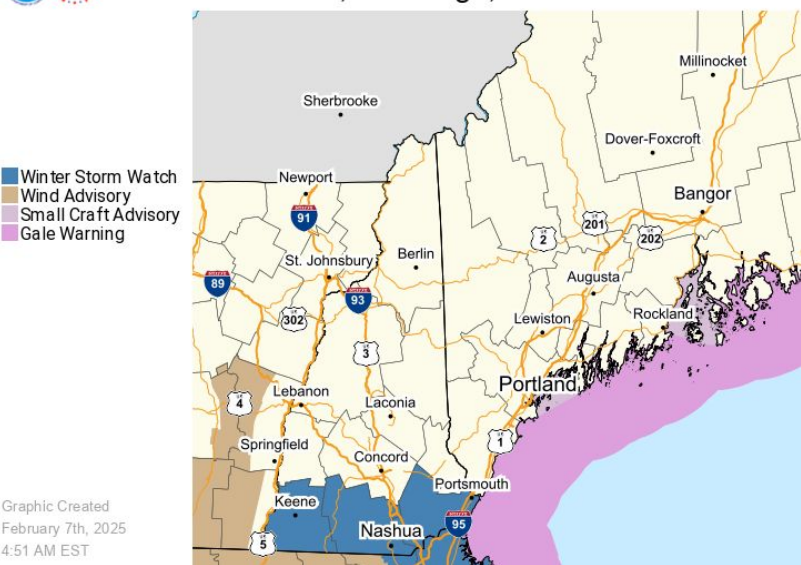 Winter Storm Watch
Wind Advisory
Small Craft Advisory
Gale Warning
Graphic Created
February 7th, 2025
4:51 AM EST
Millinocket
Sherbrooke
Dover-Foxcroft
Newport
Bangor
91
201
2
202
St. Johnsbury
Berlin
89
Augusta
93
302
Rockland
Lewiston
3
Portland
Lebanon
4
Laconia
1
Springfield
Concord
Portsmouth
Keene
95
Nashua
5